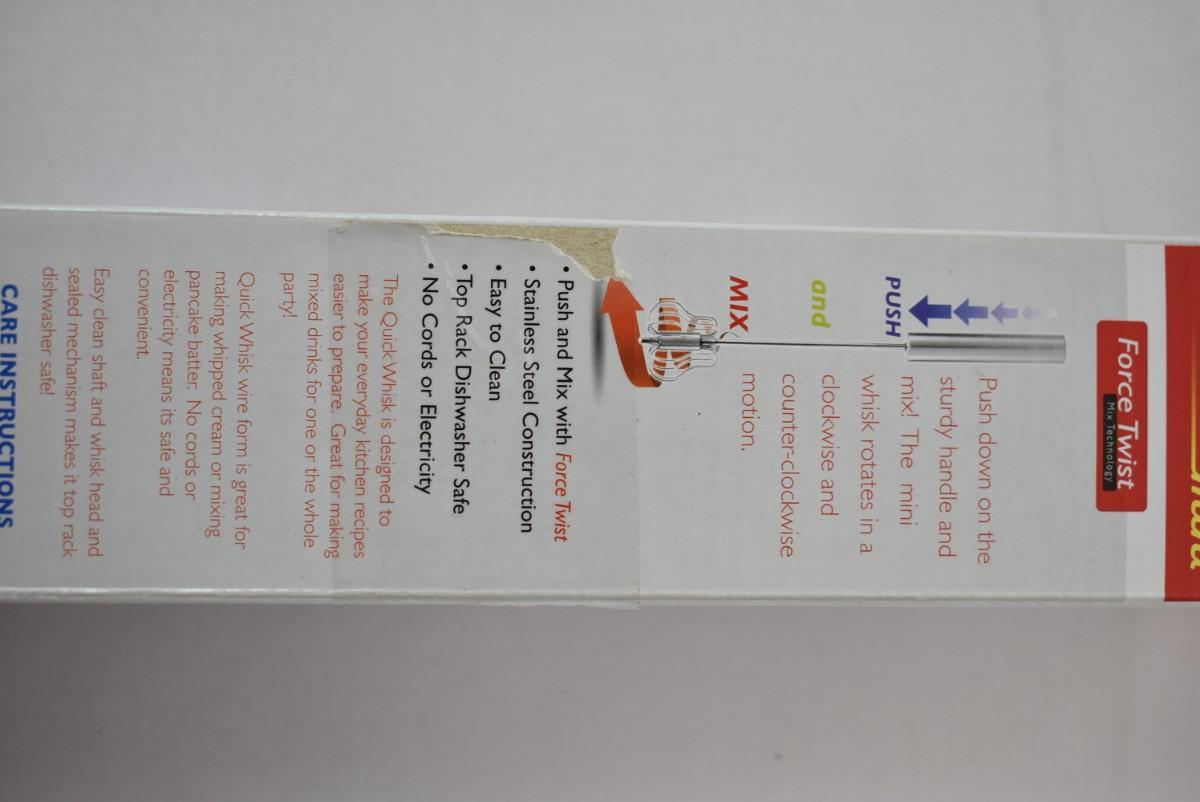 Force Twist
Mix Technology
PUSH
and
MIX
Push down on the
sturdy handle and
mix! The mini
whisk rotates in a
clockwise and
counter-clockwise
motion.
• Push and Mix with Force Twist
• Stainless Steel Construction
• Easy to Clean
• Top Rack Dishwasher Safe
• No Cords or Electricity
The Quick Whisk is designed to
make your everyday kitchen recipes
easier to prepare. Great for making
mixed drinks for one or the whole
party!
Quick Whisk wire form is great for
making whipped cream or mixing
pancake batter. No cords or
electricity means its safe and
convenient.
Easy clean shaft and whisk head and
sealed mechanism makes it top rack
dishwasher safe!
CARE INSTRUCTIONS